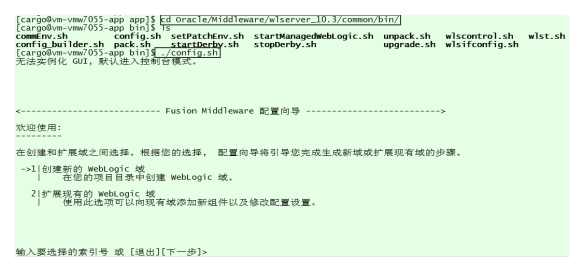 [cargo@vm-vmw7055-app app]$ cd Oracle/Middleware/wlserver_10.3/common/bin/
[cargo@vm-vmw7055-app bin]$ ls
commEnv.sh config.sh setPatchEnv.sh startManagedWebLogic.sh unpack.sh wlscontrol.sh wlst.sh
config_builder.sh pack.sh startDerby.sh stopDerby.sh upgrade.sh wlsifconfig.sh
[cargo@vm-vmw7055-app bin]$ ./config.sh
无法实例化 GUI，默认进入控制台模式。
<-------------------------- Fusion Middleware 配置向导 ------------------------->
欢迎使用:
---------
在创建和扩展域之间选择。根据您的选择， 配置向导将引导您完成生成新域或扩展现有域的步骤。
->1|创建新的 WebLogic 域
| 在您的项目目录中创建 WebLogic 域。
2|扩展现有的 WebLogic 域
| 使用此选项可以向现有域添加新组件以及修改配置设置。
输入要选择的索引号 或 [退出][下一步]>